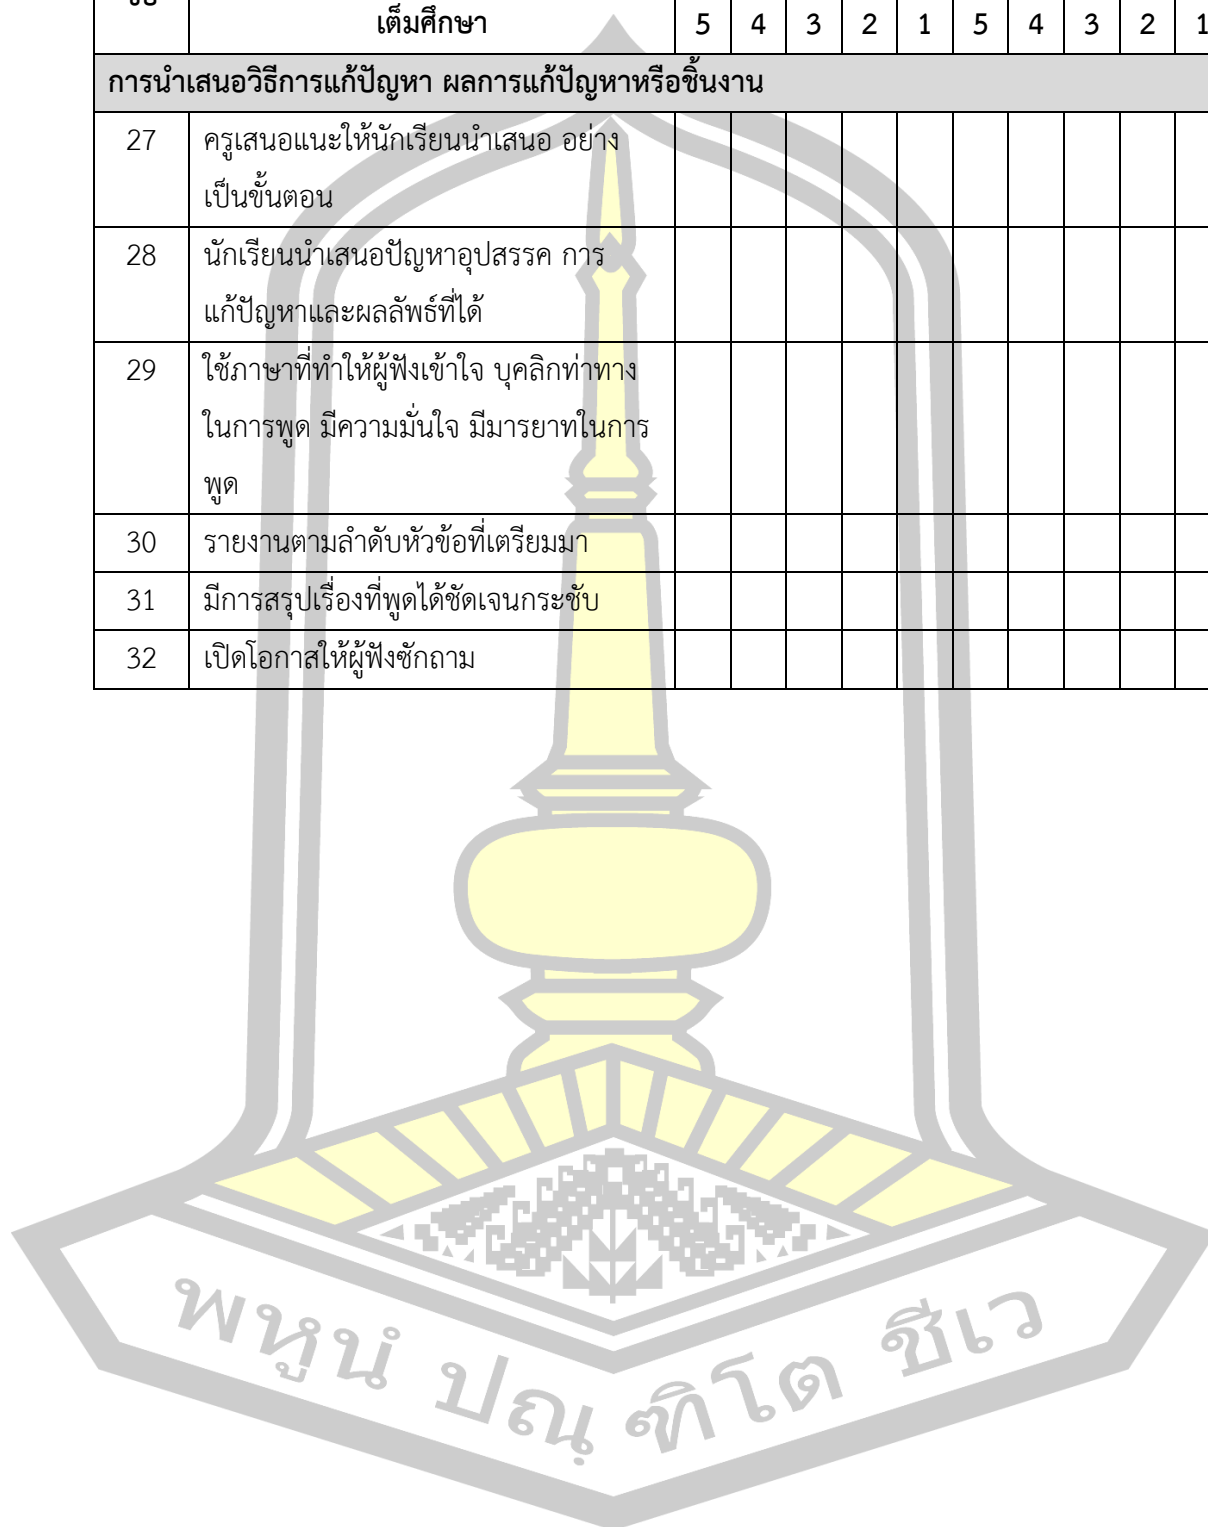 เต็มศึกษา 5 4 3 2 1 5 4 3 2 1
การนำเสนอวิธีการแก้ปัญหา ผลการแก้ปัญหาหรือชิ้นงาน
27 ครูเสนอแนะให้นักเรียนนำเสนอ อย่าง
เป็นขั้นตอน
28 นักเรียนนำเสนอปัญหาอุปสรรค การ
แก้ปัญหาและผลลัพธ์ที่ได้
29 ใช้ภาษาที่ทำให้ผู้ฟังเข้าใจ บุคลิกท่าทาง
ในการพูด มีความมั่นใจ มีมารยาทในการ
พูด
30 รายงานตามลำดับหัวข้อที่เตรียมมา
31 มีการสรุปเรื่องที่พูดได้ชัดเจนกระชับ
32 เปิดโอกาสให้ผู้ฟังซักถาม
พหูนํ ปณฺฑิโต ชีเว